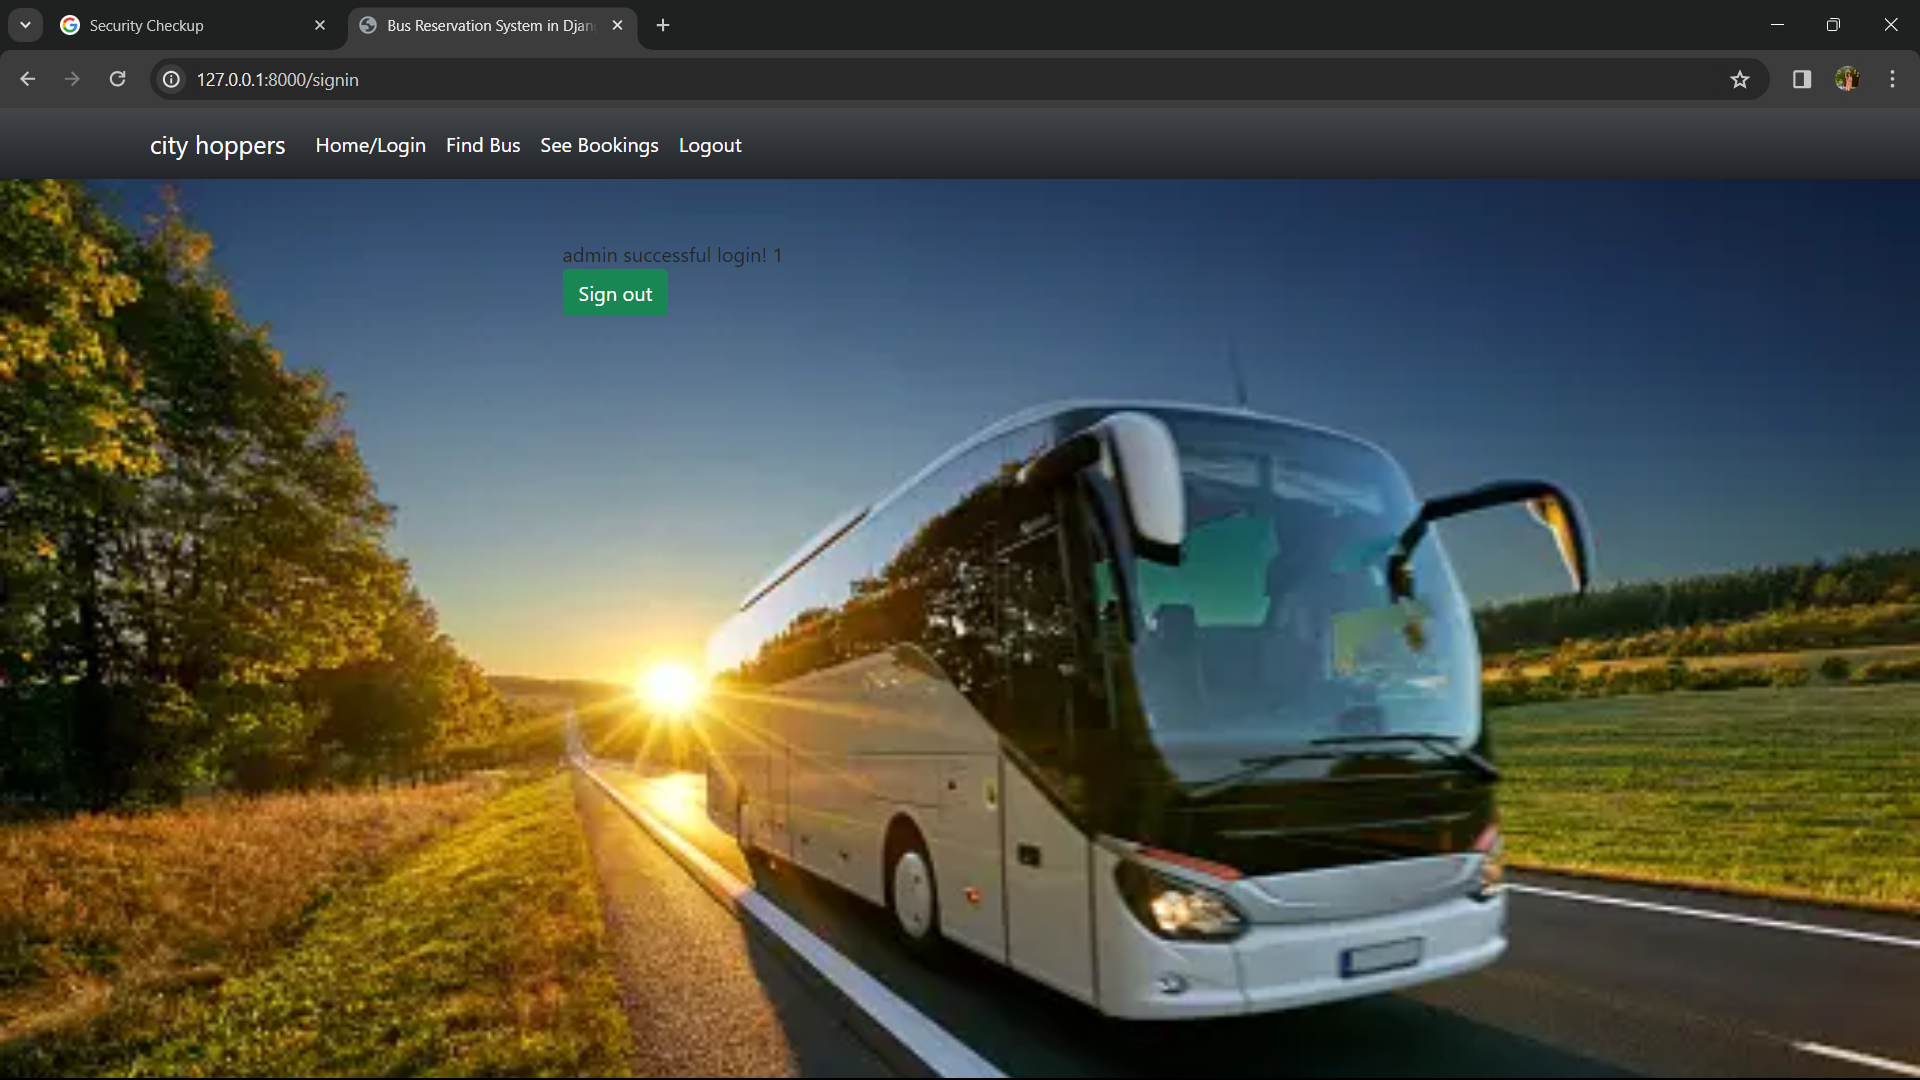 Security Checkup
Bus Reservation System in Djan
127.0.0.1:8000/signin
city hoppers Home/Login Find Bus See Bookings Logout
admin successful login! 1
Sign out